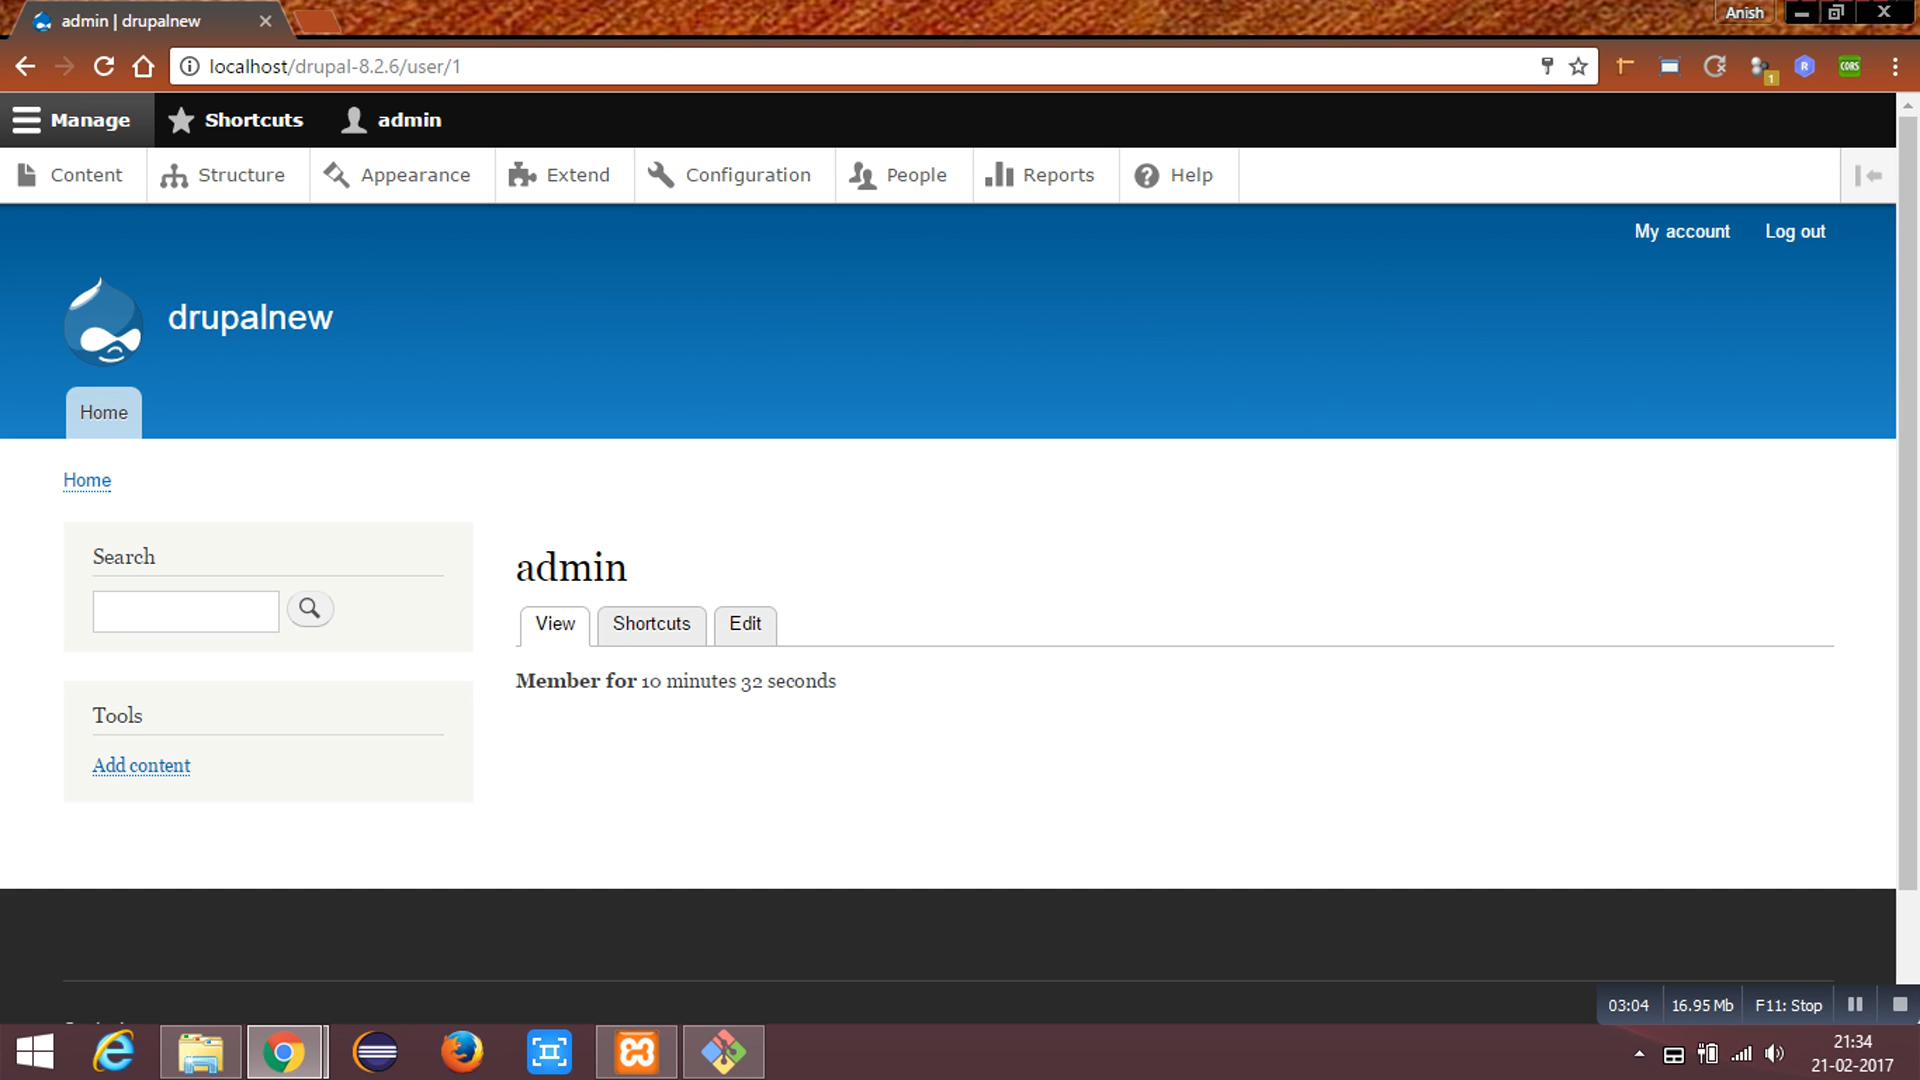 admin | drupalnew
Anish
localhost/drupal-8.2.6/user/1
1
R
CORS
Manage
Shortcuts
admin
Content
Structure
Appearance
Extend
Configuration
People
Reports
Help
My account
Log out
drupalnew
Home
Home
Search
admin
View
Shortcuts
Edit
Member for 10 minutes 32 seconds
Tools
Add content
03:04
16.95 Mb
F11: Stop
21:34
21-02-2017